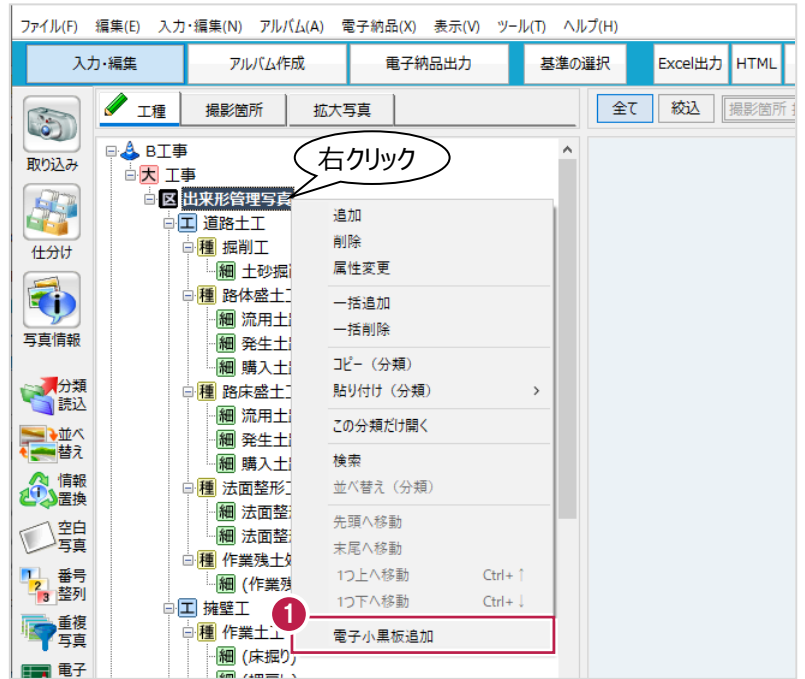 ファイル(F) 編集(E) 入力・編集(N) アルバム(A) 電子納品(X) 表示(V) ツール(T) ヘルプ(H)
入力・編集 アルバム作成 電子納品出力 基準の選択 Excel出力 HTML
工種 撮影箇所 拡大写真 全て 絞込 撮影箇所
取り込み
仕分け
写真情報
分類読込
並べ替え
情報置換
空白写真
番号整列
重複写真
電子
B工事
大 工事
区 出来形管理写真
工 道路土工
種 掘削工
細 土砂掘
種 路体盛土工
細 流用土
細 発生土
細 購入土
種 路床盛土工
細 流用土
細 発生土
細 購入土
種 法面整形工
細 法面整
細 法面整
種 作業残土処
細 (作業残
工 擁壁工
種 作業土工
細 (床掘り)
右クリック
追加
削除
属性変更
一括追加
一括削除
コピー（分類）
貼り付け（分類） >
この分類だけ開く
検索
並べ替え（分類）
先頭へ移動
末尾へ移動
1つ上へ移動 Ctrl+↑
1つ下へ移動 Ctrl+↓
1
電子小黒板追加